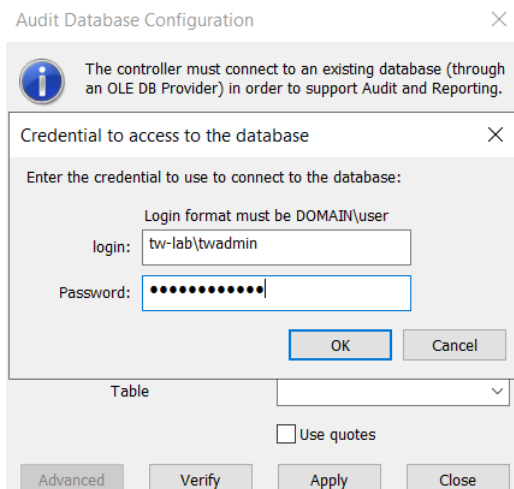 Audit Database Configuration
The controller must connect to an existing database (through
an OLE DB Provider) in order to support Audit and Reporting.
Credential to access to the database
Enter the credential to use to connect to the database:
Login format must be DOMAIN\user
login: tw-lab\twadmin
Password: ●●●●●●●●●●●●
OK Cancel
Table
Use quotes
Advanced Verify Apply Close